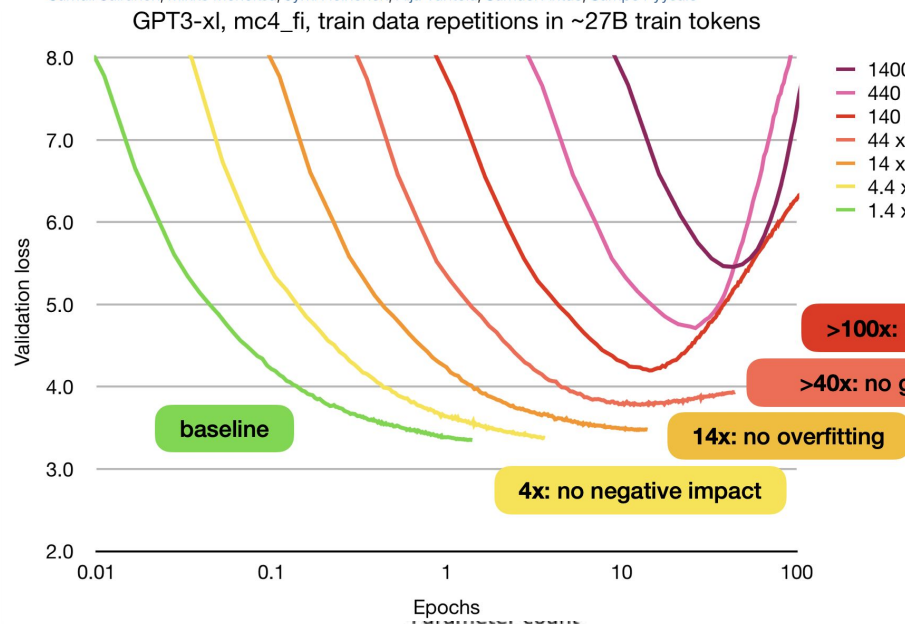 GPT3-xl, mc4_fi, train data repetitions in ~27B train tokens
8.0
7.0
6.0
5.0
4.0
3.0
2.0
Validation loss
1400
440
140
44 x
14 x
4.4 x
1.4 x
>100x:
>40x: no
baseline
14x: no overfitting
4x: no negative impact
0.01
0.1
1
10
100
Epochs
Parameter count